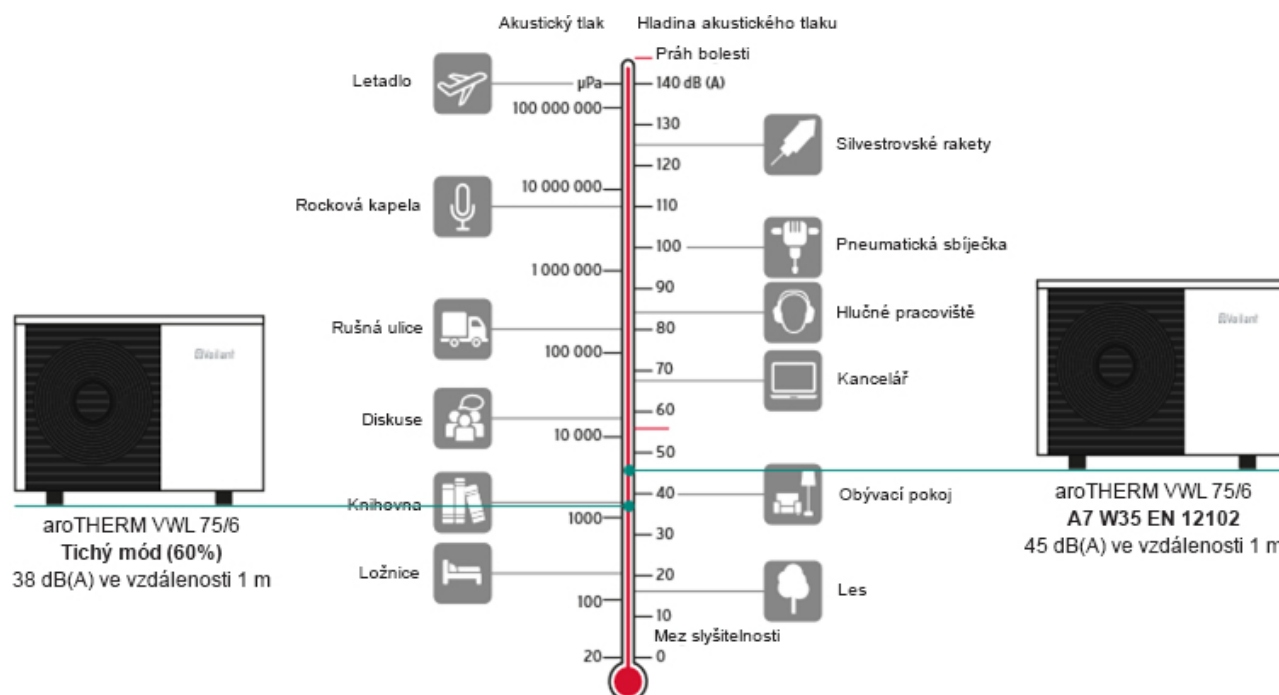 Akustický tlak
Hladina akustického tlaku
Práh bolesti
Letadlo
µPa
140 dB (A)
100 000 000
130
Silvestrovské rakety
120
10 000 000
Rocková kapela
110
100
Pneumatická sbíječka
1 000 000
90
Hlučné pracoviště
Rušná ulice
80
Vaillant
Vaillant
100 000
70
Kancelář
60
Diskuse
10 000
50
Knihovna
40
Obývací pokoj
1000
30
aroTHERM VWL 75/6
Tichý mód (60%)
38 dB(A) ve vzdálenosti 1 m
aroTHERM VWL 75/6
A7 W35 EN 12102
45 dB(A) ve vzdálenosti 1 m
Ložnice
20
Les
100
10
Mez slyšitelnosti
20
0